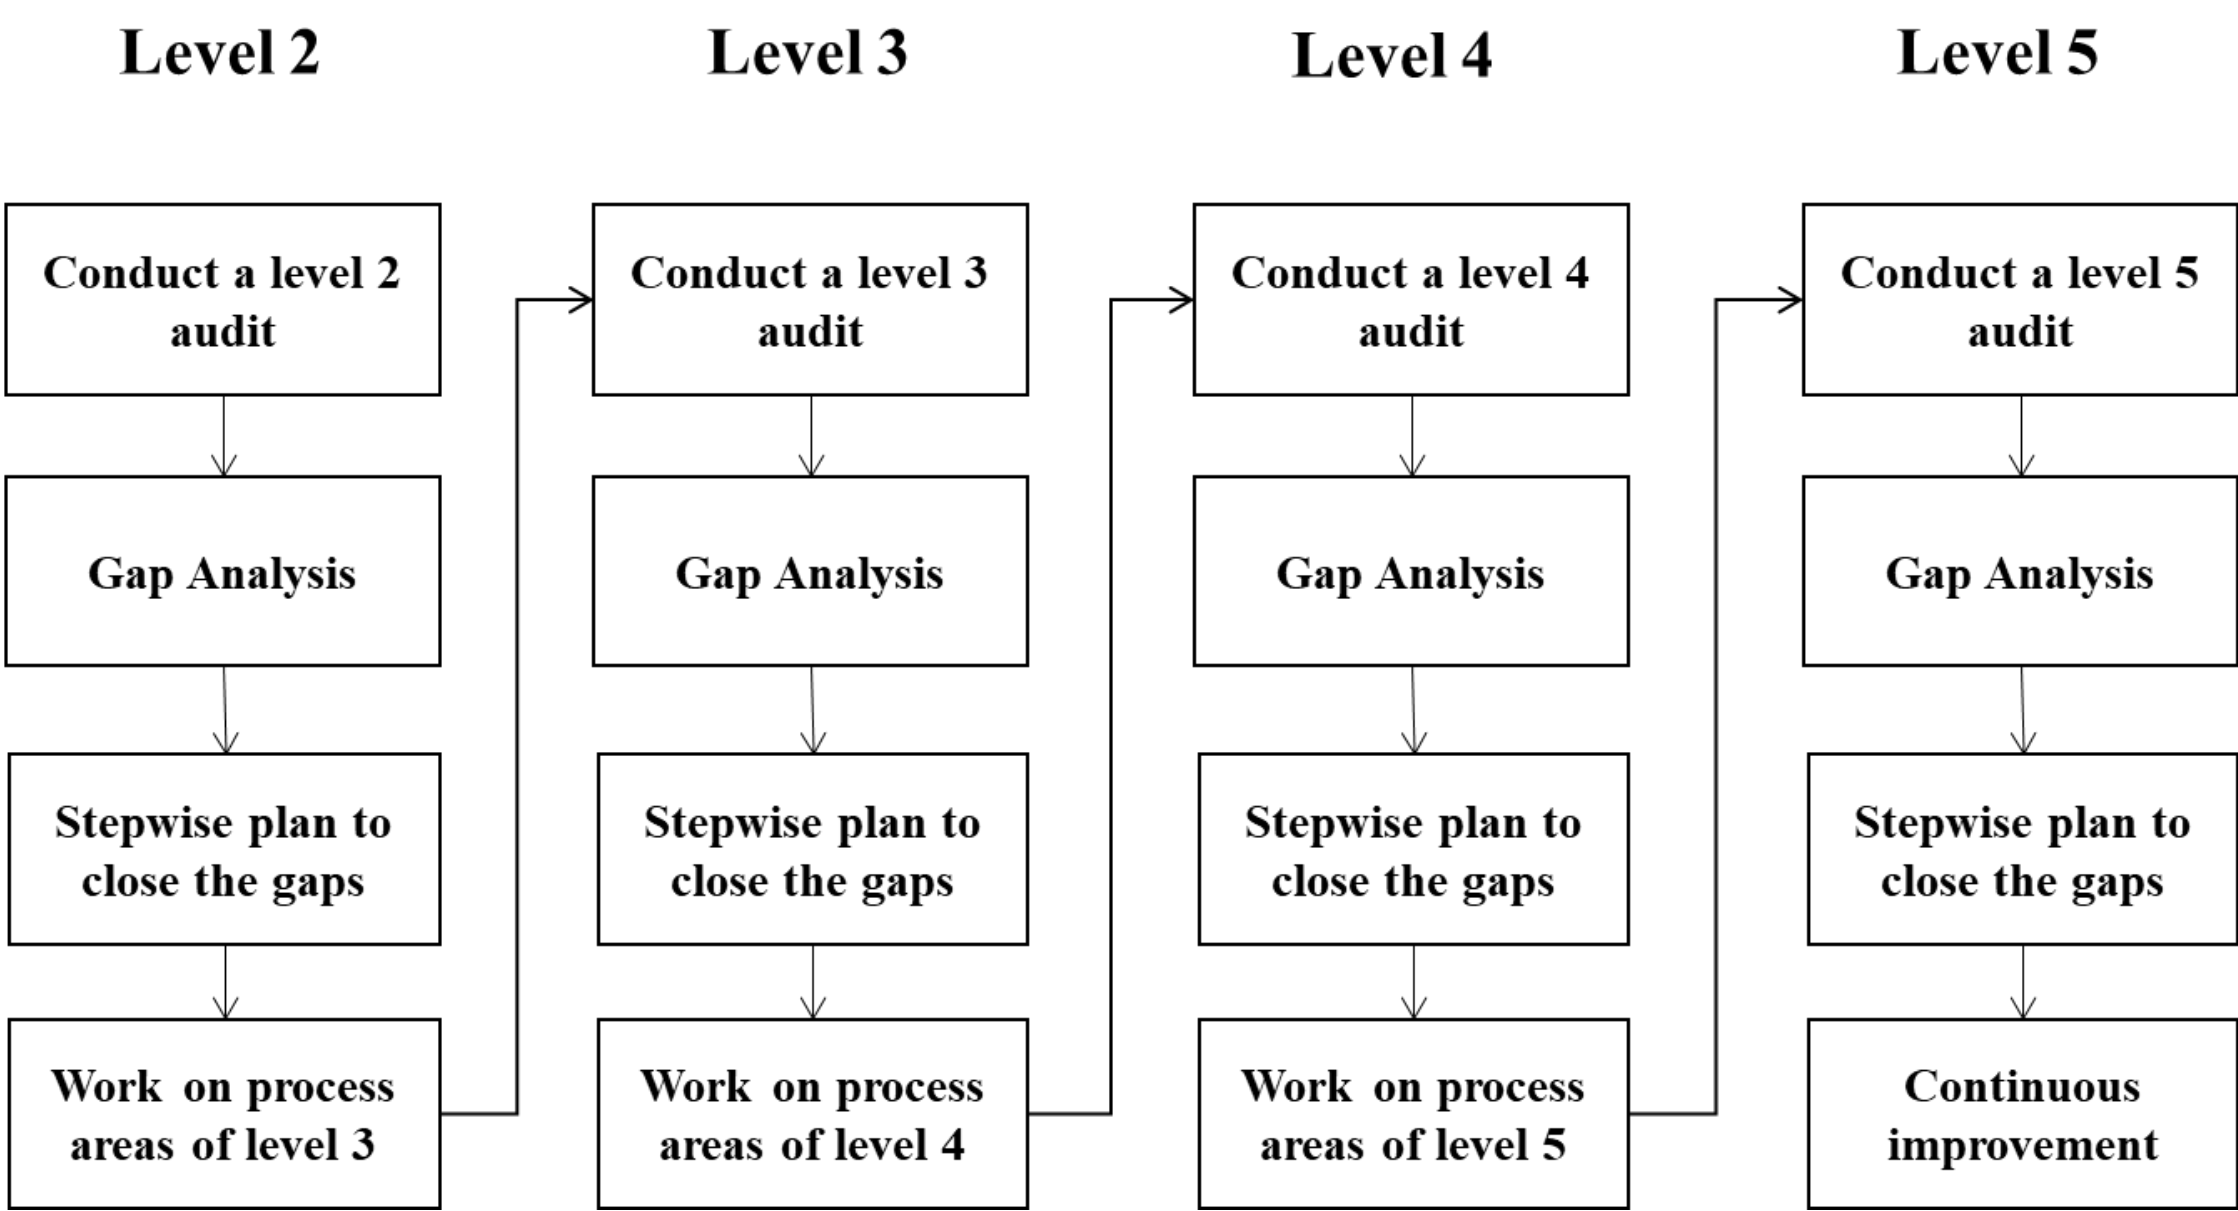 Level 2
Level 3
Level 4
Level 5
Conduct a level 2
audit
Gap Analysis
Stepwise plan to
close the gaps
Work on process
areas of level 3
Conduct a level 3
audit
Gap Analysis
Stepwise plan to
close the gaps
Work on process
areas of level 4
Conduct a level 4
audit
Gap Analysis
Stepwise plan to
close the gaps
Work on process
areas of level 5
Conduct a level 5
audit
Gap Analysis
Stepwise plan to
close the gaps
Continuous
improvement